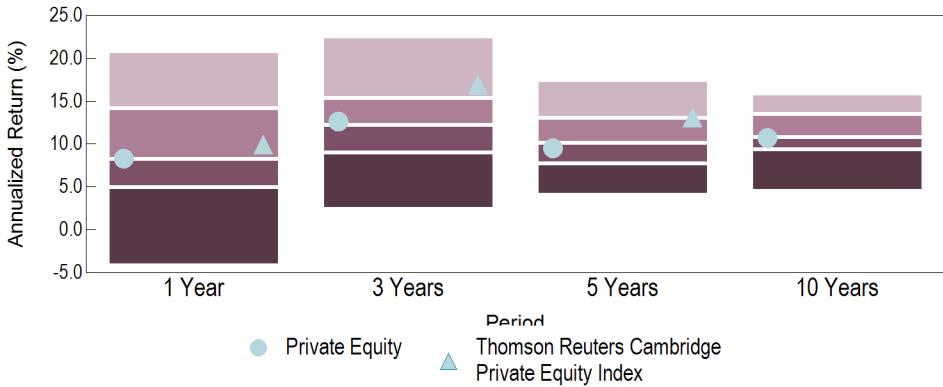 25.0
20.0
15.0
10.0
5.0
0.0
-5.0
Annualized Return (%)
1 Year
3 Years
5 Years
10 Years
Period
Private Equity
Thomson Reuters Cambridge
Private Equity Index